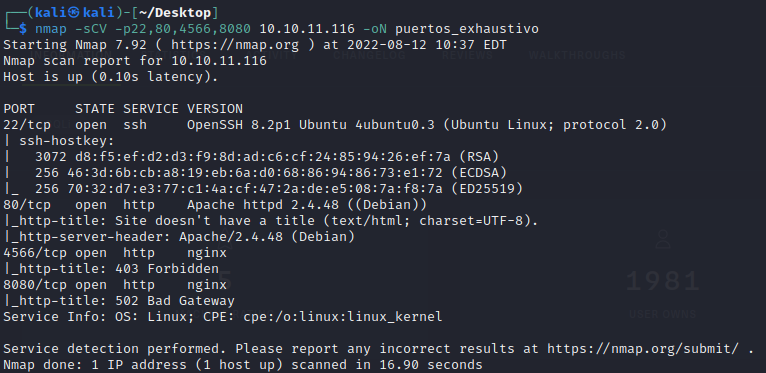 ┌──(kali㉿kali)-[~/Desktop]
└─$ nmap -sCV -p22,80,4566,8080 10.10.11.116 -oN puertos_exhaustivo
Starting Nmap 7.92 ( https://nmap.org ) at 2022-08-12 10:37 EDT
Nmap scan report for 10.10.11.116
Host is up (0.10s latency).

PORT     STATE SERVICE VERSION
22/tcp   open  ssh     OpenSSH 8.2p1 Ubuntu 4ubuntu0.3 (Ubuntu Linux; protocol 2.0)
| ssh-hostkey:
|   3072 d8:f5:ef:d2:d3:f9:8d:ad:c6:cf:24:85:94:26:ef:7a (RSA)
|   256 46:3d:6b:cb:a8:19:eb:6a:d0:68:86:94:86:73:e1:72 (ECDSA)
|_  256 70:32:d7:e3:77:c1:4a:cf:47:2a:de:e5:08:7a:f8:7a (ED25519)
80/tcp   open  http    Apache httpd 2.4.48 ((Debian))
|_http-title: Site doesn't have a title (text/html; charset=UTF-8).
|_http-server-header: Apache/2.4.48 (Debian)
4566/tcp open  http    nginx
|_http-title: 403 Forbidden
8080/tcp open  http    nginx
|_http-title: 502 Bad Gateway
Service Info: OS: Linux; CPE: cpe:/o:linux:linux_kernel

Service detection performed. Please report any incorrect results at https://nmap.org/submit/ .
Nmap done: 1 IP address (1 host up) scanned in 16.90 seconds
CHANGELOG
REVIEWS
WALKTHROUGHS
1981
USER OWNS